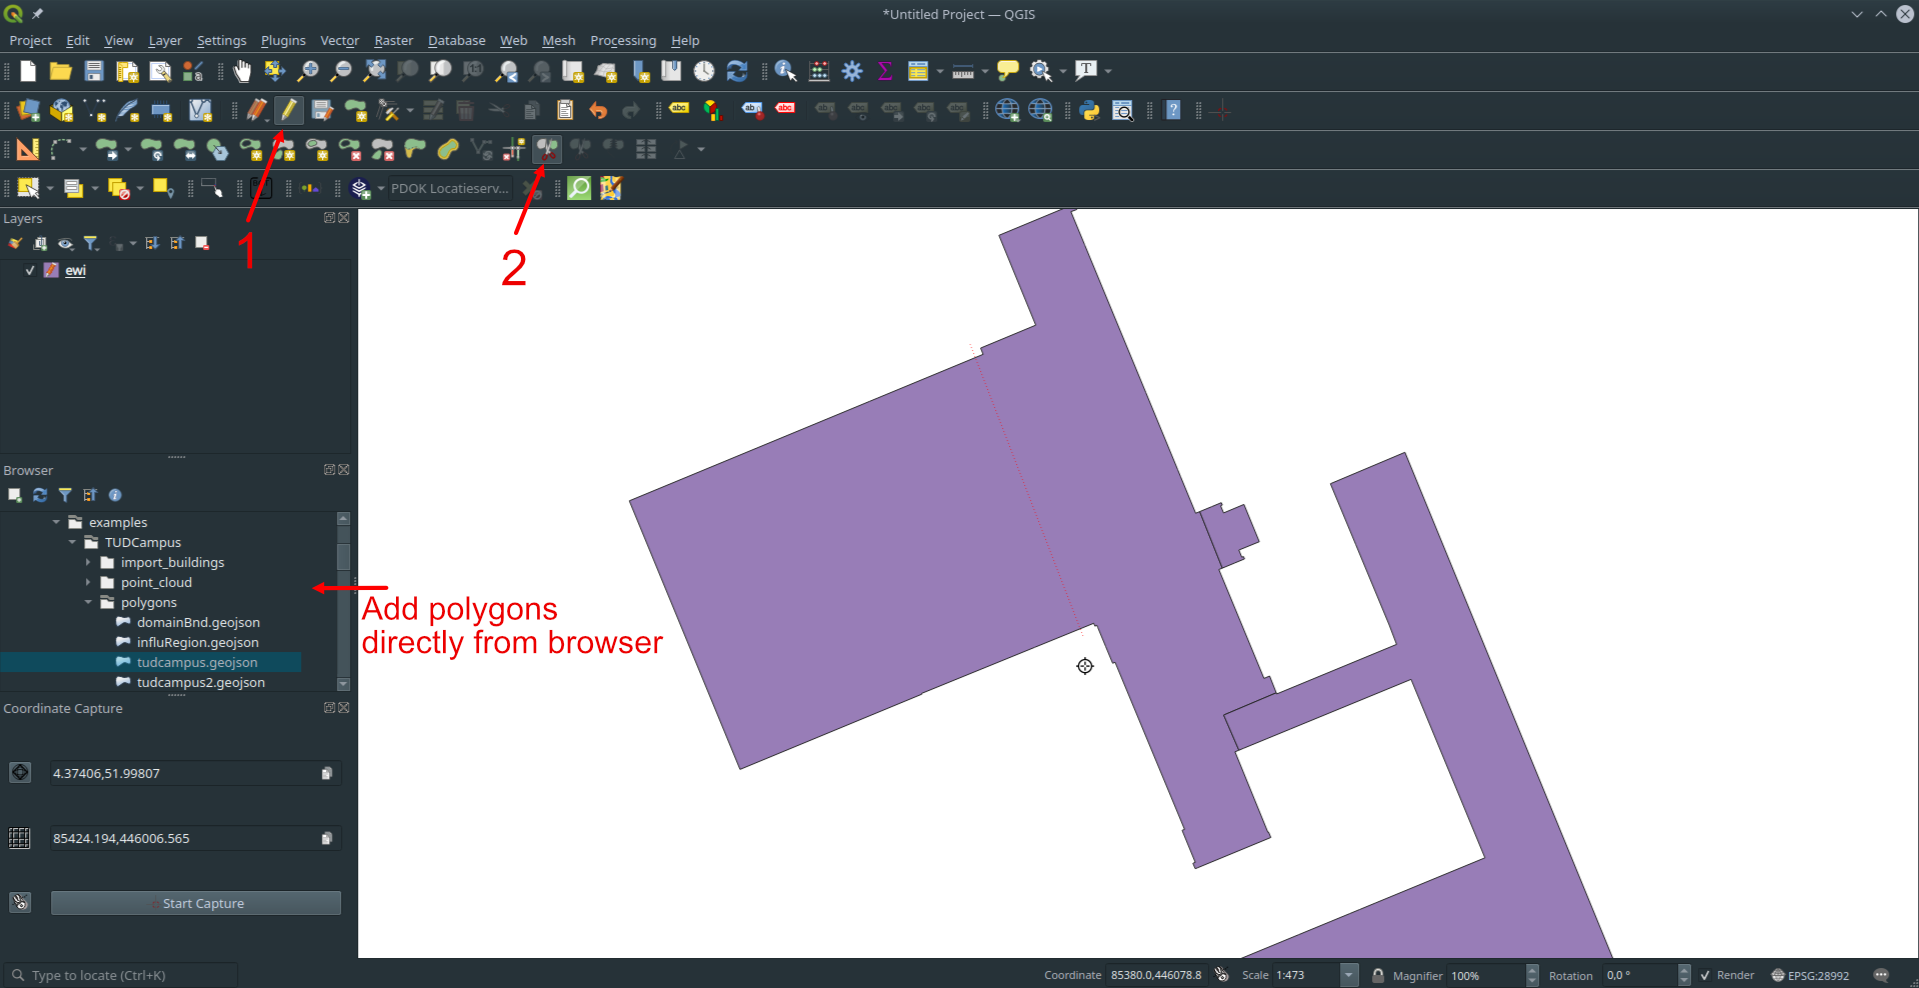 *Untitled Project — QGIS
Project Edit View Layer Settings Plugins Vector Raster Database Web Mesh Processing Help
PDOK Locatieserv...
Layers
1
2
ewi
Browser
examples
TUDCampus
import_buildings
point_cloud
polygons
domainBnd.geojson
influRegion.geojson
tudcampus.geojson
tudcampus2.geojson
Add polygons
directly from browser
Coordinate Capture
4.37406,51.99807
85424.194,446006.565
Start Capture
Type to locate (Ctrl+K)
Coordinate 85380.0,446078.8 Scale 1:473 Magnifier 100% Rotation 0,0 ° Render EPSG:28992